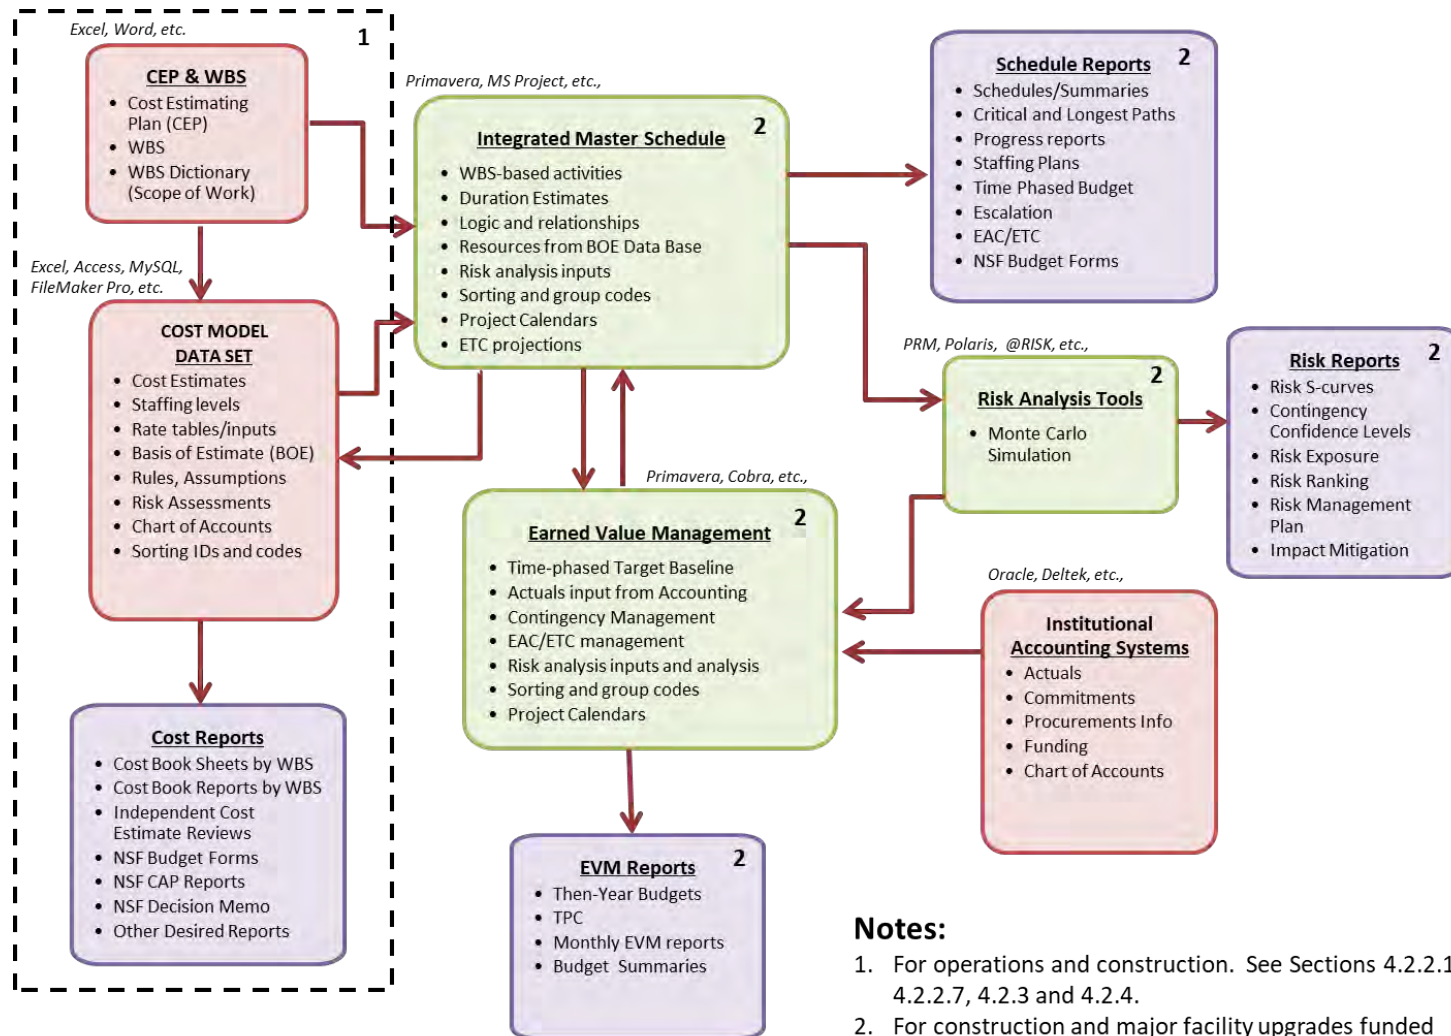 Excel, Word, etc.
1
CEP & WBS
• Cost Estimating
Plan (CEP)
• WBS
• WBS Dictionary
(Scope of Work)
Excel, Access, MySQL,
FileMaker Pro, etc.
COST MODEL
DATA SET
• Cost Estimates
• Staffing levels
• Rate tables/inputs
• Basis of Estimate (BOE)
• Rules, Assumptions
• Risk Assessments
• Chart of Accounts
• Sorting IDs and codes
Cost Reports
• Cost Book Sheets by WBS
• Cost Book Reports by WBS
• Independent Cost
Estimate Reviews
• NSF Budget Forms
• NSF CAP Reports
• NSF Decision Memo
• Other Desired Reports
Primavera, MS Project, etc.,
2
Integrated Master Schedule
• WBS-based activities
• Duration Estimates
• Logic and relationships
• Resources from BOE Data Base
• Risk analysis inputs
• Sorting and group codes
• Project Calendars
• ETC projections
Primavera, Cobra, etc.,
2
Earned Value Management
• Time-phased Target Baseline
• Actuals input from Accounting
• Contingency Management
• EAC/ETC management
• Risk analysis inputs and analysis
• Sorting and group codes
• Project Calendars
2
EVM Reports
• Then-Year Budgets
• TPC
• Monthly EVM reports
• Budget Summaries
2
Schedule Reports
• Schedules/Summaries
• Critical and Longest Paths
• Progress reports
• Staffing Plans
• Time Phased Budget
• Escalation
• EAC/ETC
• NSF Budget Forms
PRM, Polaris, @RISK, etc.,
2
Risk Analysis Tools
• Monte Carlo
Simulation
2
Risk Reports
• Risk S-curves
• Contingency
Confidence Levels
• Risk Exposure
• Risk Ranking
• Risk Management
Plan
• Impact Mitigation
Oracle, Deltek, etc.,
Institutional
Accounting Systems
• Actuals
• Commitments
• Procurements Info
• Funding
• Chart of Accounts
Notes:
1. For operations and construction. See Sections 4.2.2.1
4.2.2.7, 4.2.3 and 4.2.4.
2. For construction and major facility upgrades funded